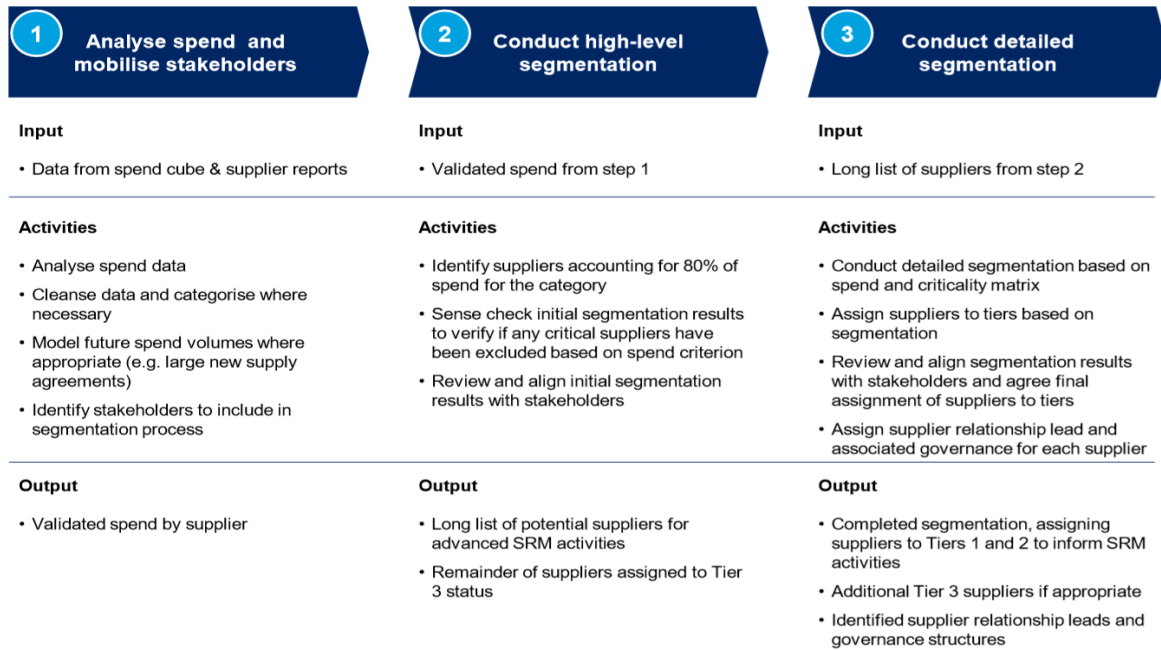 1
Analyse spend and
mobilise stakeholders
2
Conduct high-level
segmentation
3
Conduct detailed
segmentation
Input
• Data from spend cube & supplier reports
Input
• Validated spend from step 1
Input
• Long list of suppliers from step 2
Activities
• Analyse spend data
• Cleanse data and categorise where
necessary
• Model future spend volumes where
appropriate (e.g. large new supply
agreements)
• Identify stakeholders to include in
segmentation process
Activities
• Identify suppliers accounting for 80% of
spend for the category
• Sense check initial segmentation results
to verify if any critical suppliers have
been excluded based on spend criterion
• Review and align initial segmentation
results with stakeholders
Activities
• Conduct detailed segmentation based on
spend and criticality matrix
• Assign suppliers to tiers based on
segmentation
• Review and align segmentation results
with stakeholders and agree final
assignment of suppliers to tiers
• Assign supplier relationship lead and
associated governance for each supplier
Output
• Validated spend by supplier
Output
• Long list of potential suppliers for
advanced SRM activities
• Remainder of suppliers assigned to Tier
3 status
Output
• Completed segmentation, assigning
suppliers to Tiers 1 and 2 to inform SRM
activities
• Additional Tier 3 suppliers if appropriate
• Identified supplier relationship leads and
governance structures